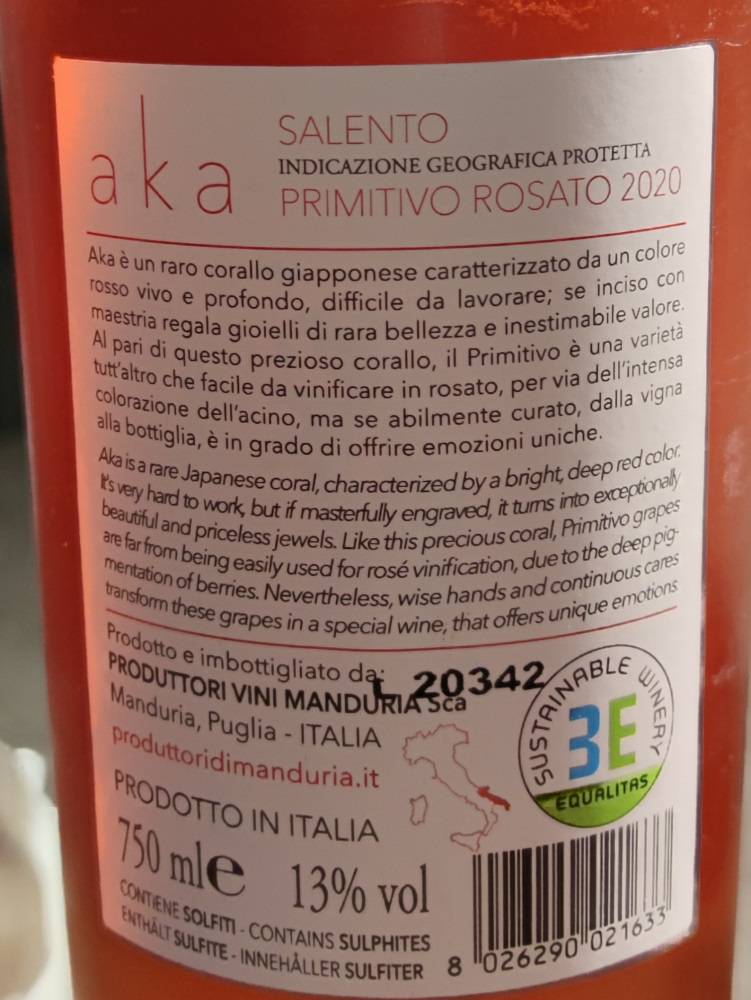 aka
SALENTO
INDICAZIONE GEOGRAFICA PROTETTA
PRIMITIVO ROSATO 2020
Aka è un raro corallo giapponese caratterizzato da un colore
rosso vivo e profondo, difficile da lavorare; se inciso con
maestria regala gioielli di rara bellezza e inestimabile valore.
Al pari di questo prezioso corallo, il Primitivo è una varietà
tutt'altro che facile da vinificare in rosato, per via dell'intensa
colorazione dell'acino, ma se abilmente curato, dalla vigna
alla bottiglia, è in grado di offrire emozioni uniche.
Aka is a rare Japanese coral, characterized by a bright, deep red color.
It's very hard to work, but if masterfully engraved, it turns into exceptionally
beautiful and priceless jewels. Like this precious coral, Primitivo grapes
are far from being easily used for rosé vinification, due to the deep pig-
mentation of berries. Nevertheless, wise hands and continuous cares
transform these grapes in a special wine, that offers unique emotions
Prodotto e imbottigliato da:
L 20342
PRODUTTORI VINI MANDURIA Sca
Manduria, Puglia - ITALIA
produttoridimanduria.it
PRODOTTO IN ITALIA
SUSTAINABLE WINERY
3E
EQUALITAS
750 ml e 13% vol
CONTIENE SOLFITI - CONTAINS SULPHITES
ENTHÄLT SULFITE - INNEHÅLLER SULFITER
8 026290 021633